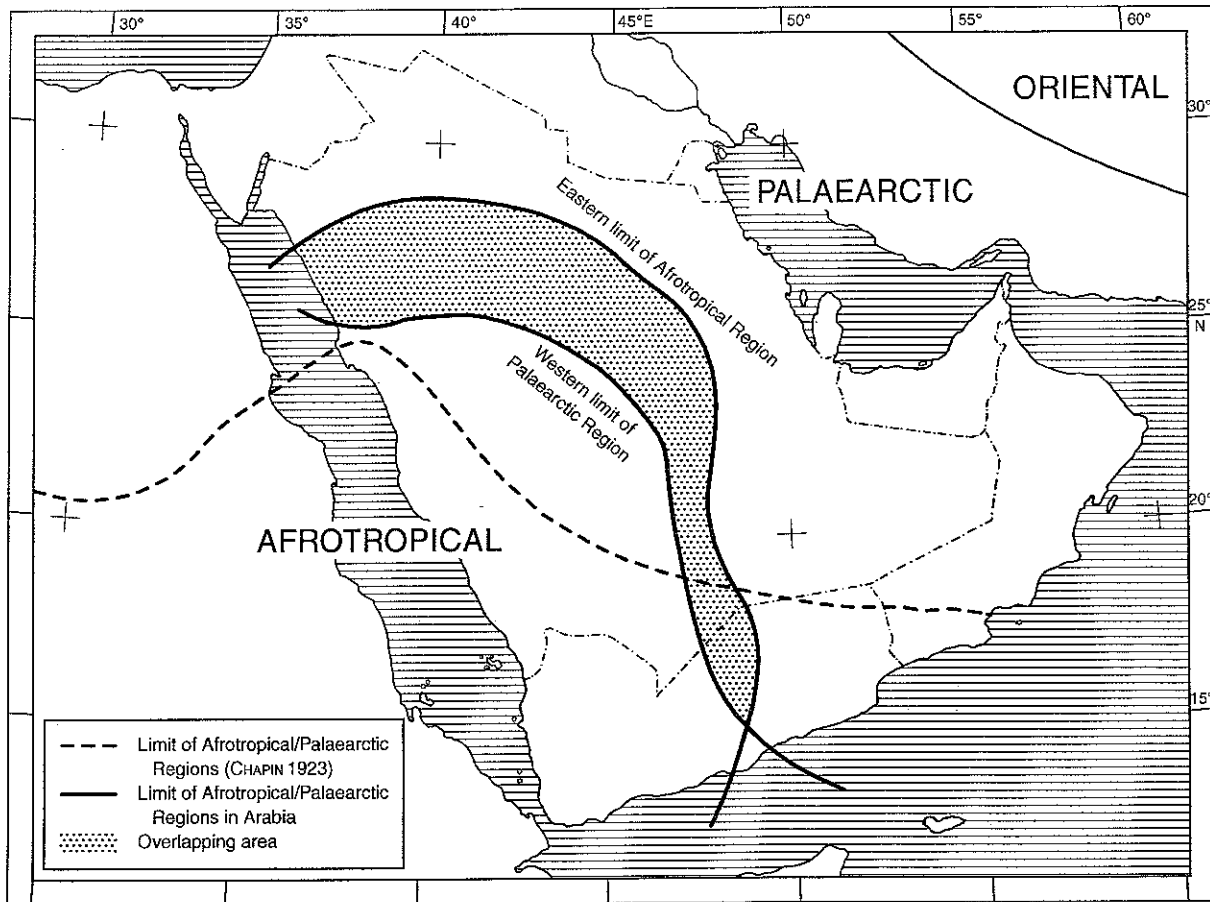 30° 35° 45°E 50° 55° 60°
ORIENTAL
30°
PALAEARCTIC
Eastern limit of Afrotropical Region
25°
N
Western limit of
Palaearctic Region
20°
AFROTROPICAL
15°
Limit of Afrotropical/Palaearctic
Regions (CHAPIN 1923)
Limit of Afrotropical/Palaearctic
Regions in Arabia
Overlapping area